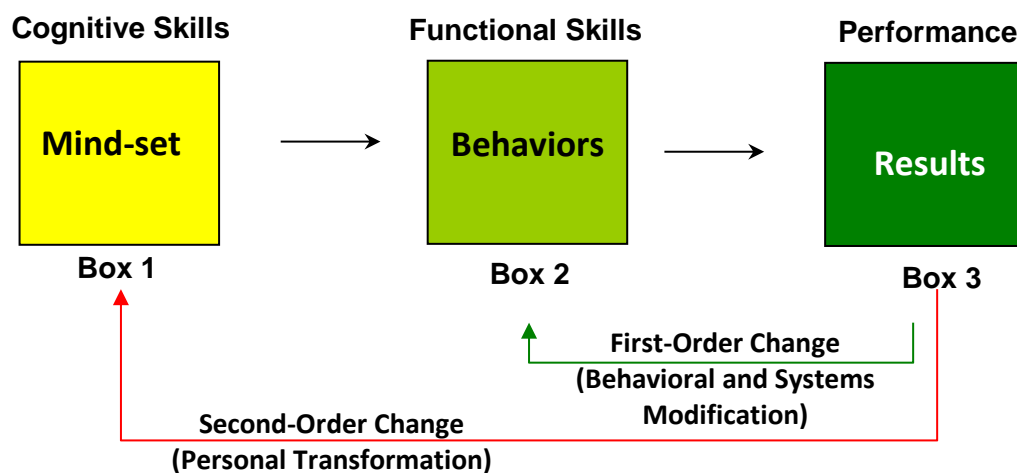 Cognitive Skills
Functional Skills
Performance
Mind-set
Behaviors
Results
Box 1
Box 2
Box 3
First-Order Change
(Behavioral and Systems
Modification)
Second-Order Change
(Personal Transformation)